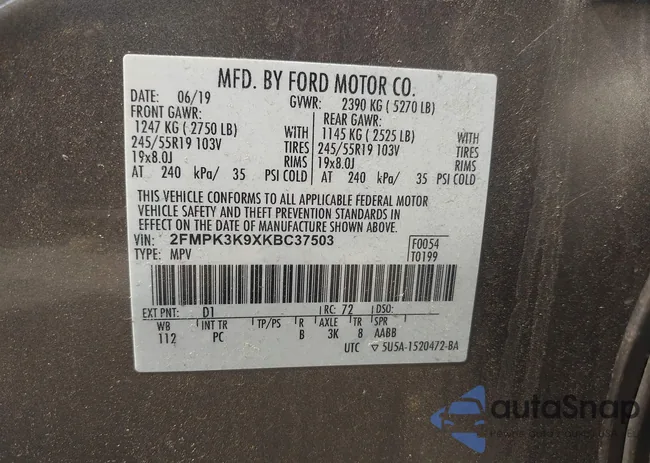 MFD. BY FORD MOTOR CO.
DATE: 06/19 GVWR: 2390 KG (5270 LB)
FRONT GAWR: REAR GAWR:
1247 KG (2750 LB) WITH 1145 KG (2525 LB) WITH
245/55R19 103V TIRES 245/55R19 103V TIRES
19x8.0J RIMS 19x8.0J RIMS
AT 240 kPa/ 35 PSI COLD AT 240 kPa/ 35 PSI COLD
THIS VEHICLE CONFORMS TO ALL APPLICABLE FEDERAL MOTOR
VEHICLE SAFETY AND THEFT PREVENTION STANDARDS IN
EFFECT ON THE DATE OF MANUFACTURE SHOWN ABOVE.
VIN: 2FMPK3K9XKBC37503 F0054
TYPE: MPV T0199
EXT PNT: D1 RC: 72 DSO:
WB INT TR TP/PS R AXLE TR SPR
112 PC B 3K 8 AABB
UTC ▽ 5U5A-1520472-BA
autoSnap